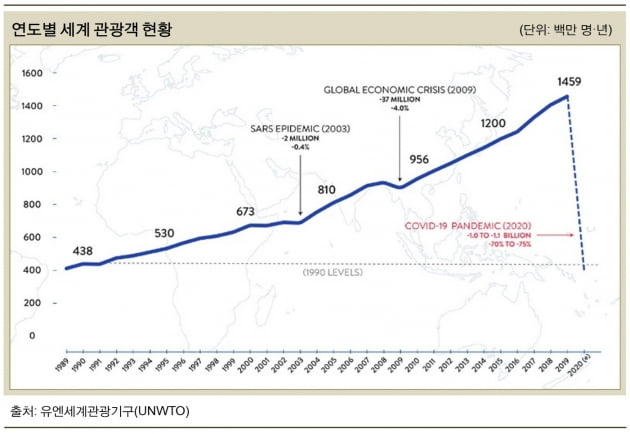 연도별 세계 관광객 현황
(단위: 백만 명·년)
1600
1400
1200
1000
800
600
400
200
0
438
530
673
810
956
1200
1459
SARS EPIDEMIC (2003)
-2 MILLION
-0.4%
GLOBAL ECONOMIC CRISIS (2009)
-37 MILLION
-4.0%
COVID-19 PANDEMIC (2020)
-1.0 TO -1.1 BILLION
-70% TO -75%
(1990 LEVELS)
1989 1990 1991 1992 1993 1994 1995 1996 1997 1998 1999 2000 2001 2002 2003 2004 2005 2006 2007 2008 2009 2010 2011 2012 2013 2014 2015 2016 2017 2018 2019 2020 (e)
출처: 유엔세계관광기구(UNWTO)